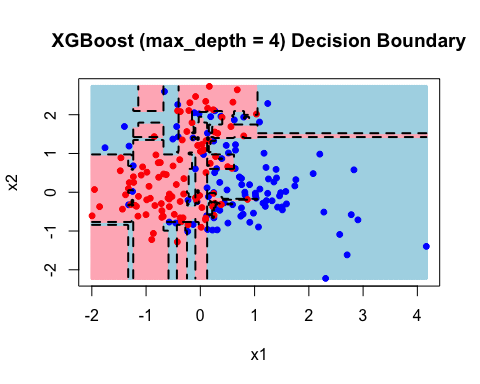 XGBoost (max_depth = 4) Decision Boundary
x2
2
1
0
-1
-2
-2 -1 0 1 2 3 4
x1